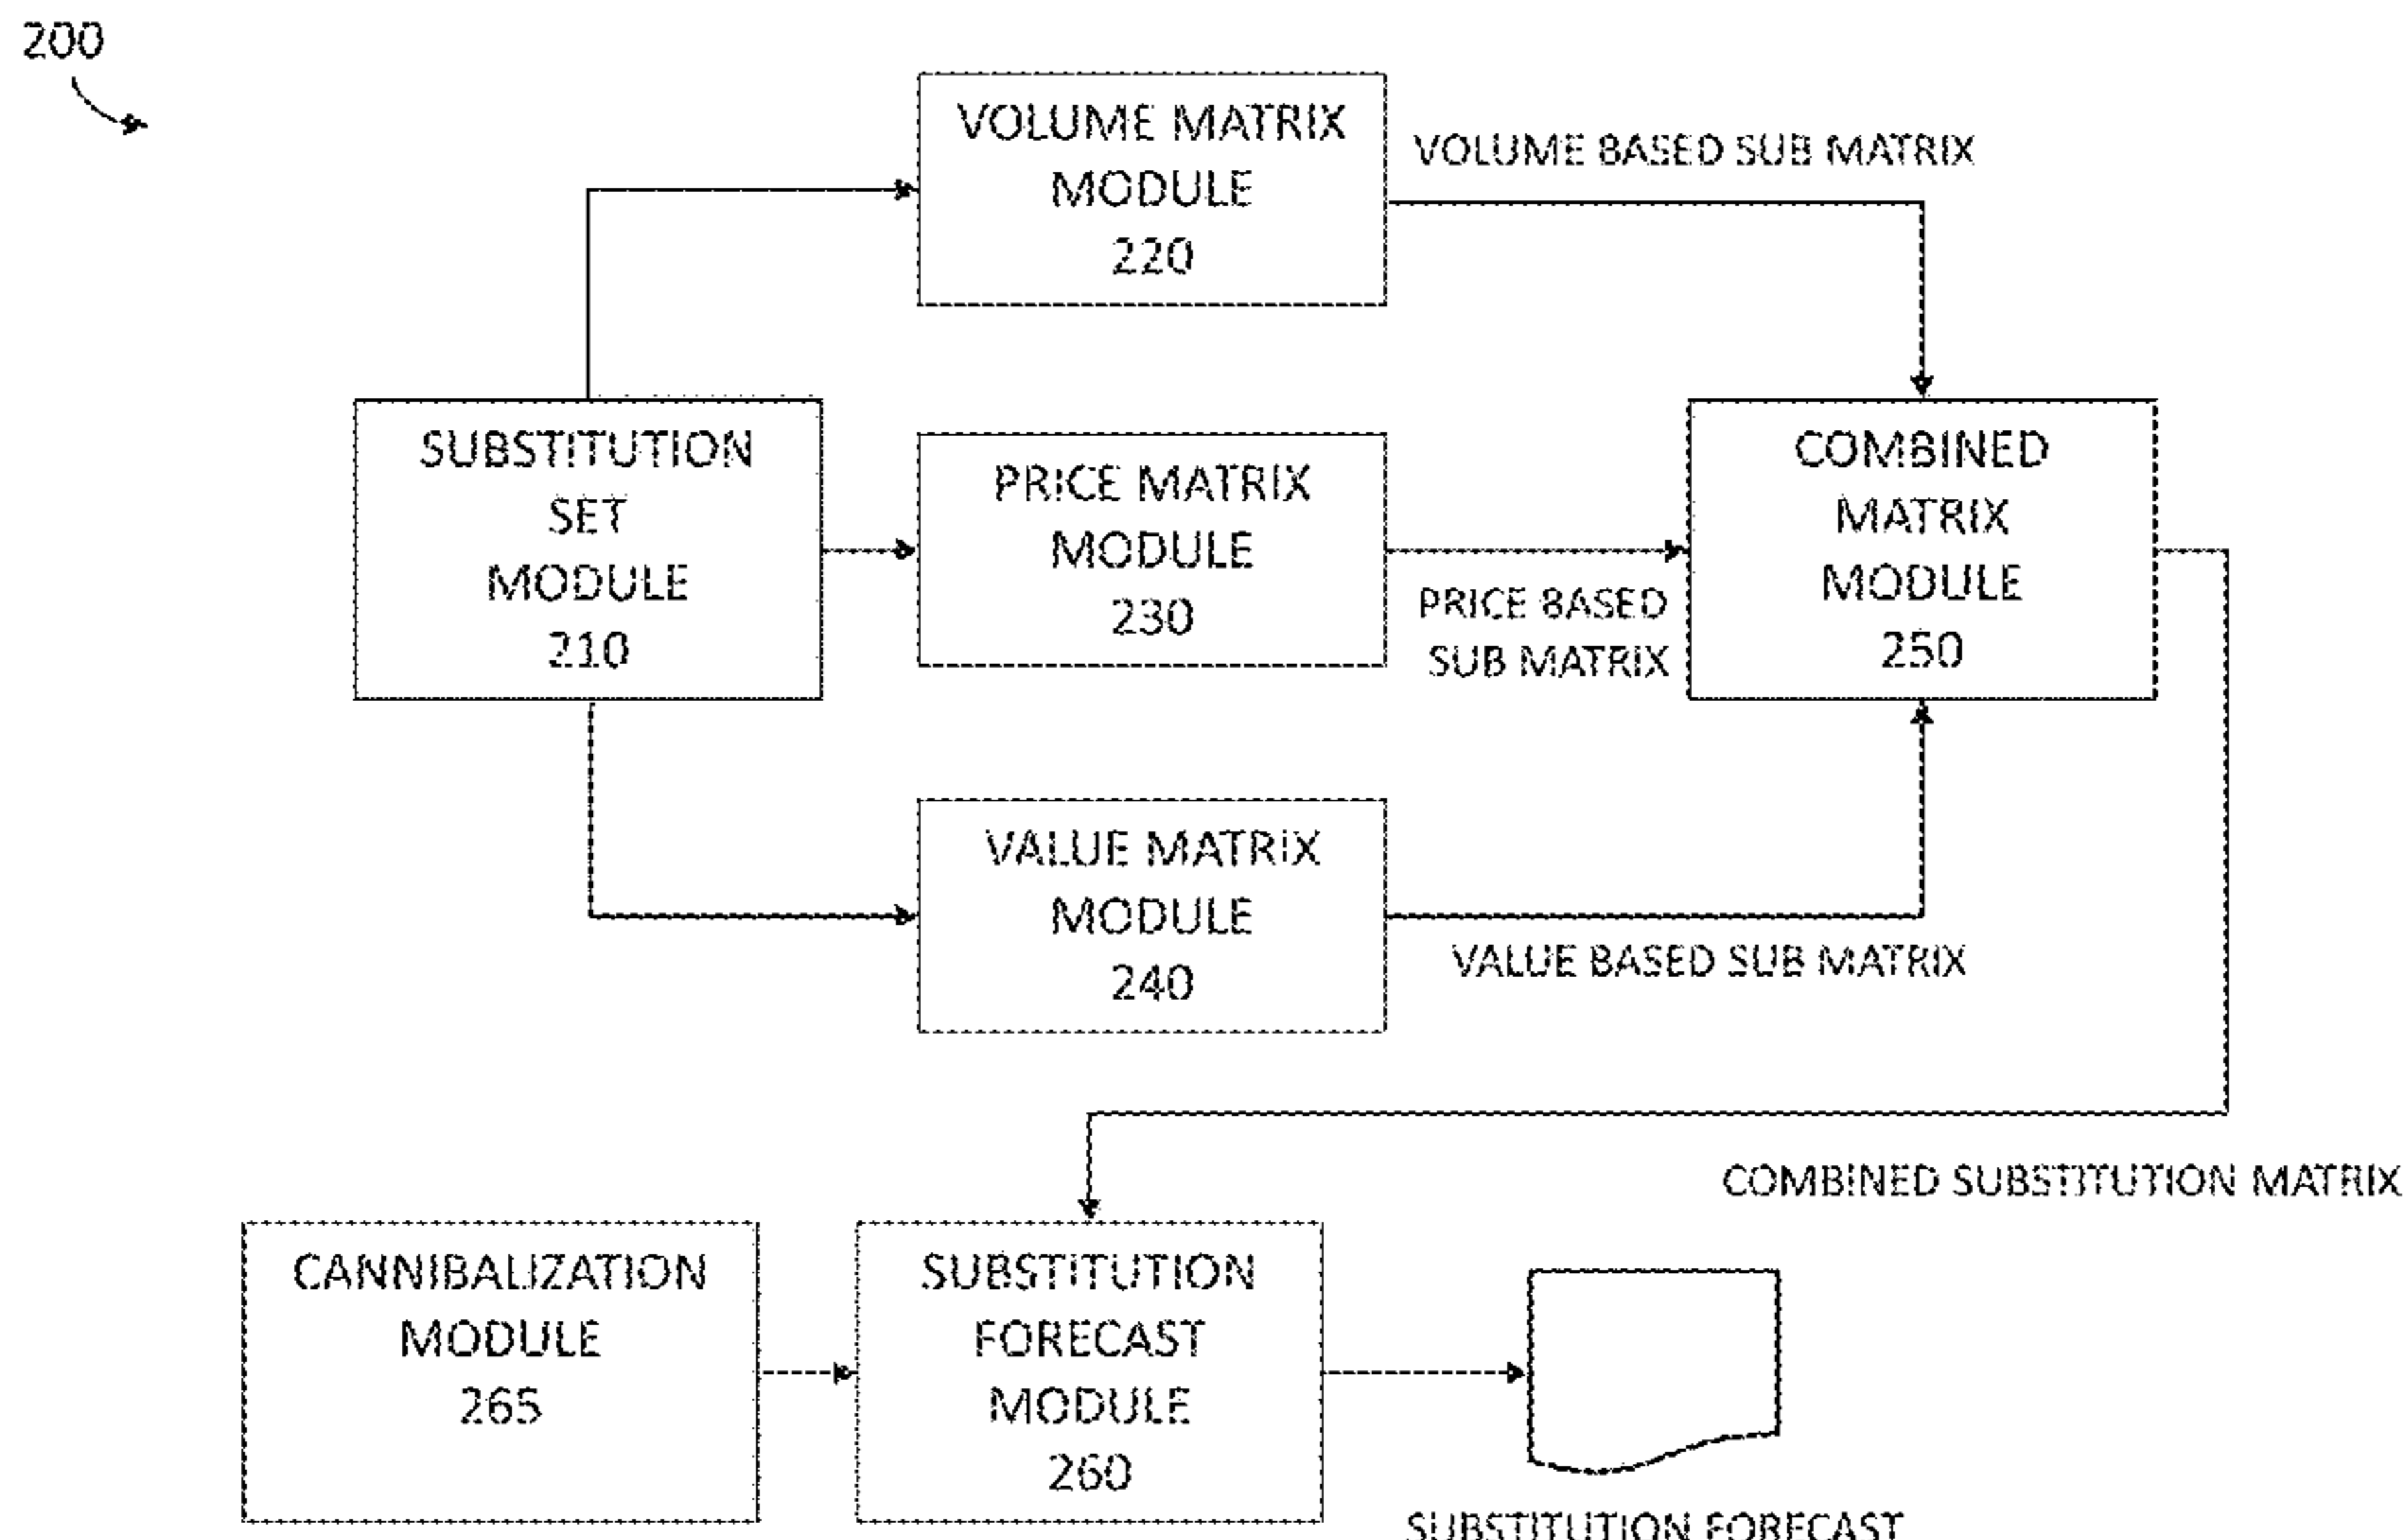 200
VOLUME MATRIX
MODULE
220
VOLUME BASED SUB MATRIX
SUBSTITUTION
SET
MODULE
210
PRICE MATRIX
MODULE
230
PRICE BASED
SUB MATRIX
COMBINED
MATRIX
MODULE
250
VALUE MATRIX
MODULE
240
VALUE BASED SUB MATRIX
COMBINED SUBSTITUTION MATRIX
CANNIBALIZATION
MODULE
265
SUBSTITUTION
FORECAST
MODULE
260
SUBSTITUTION FORECAST